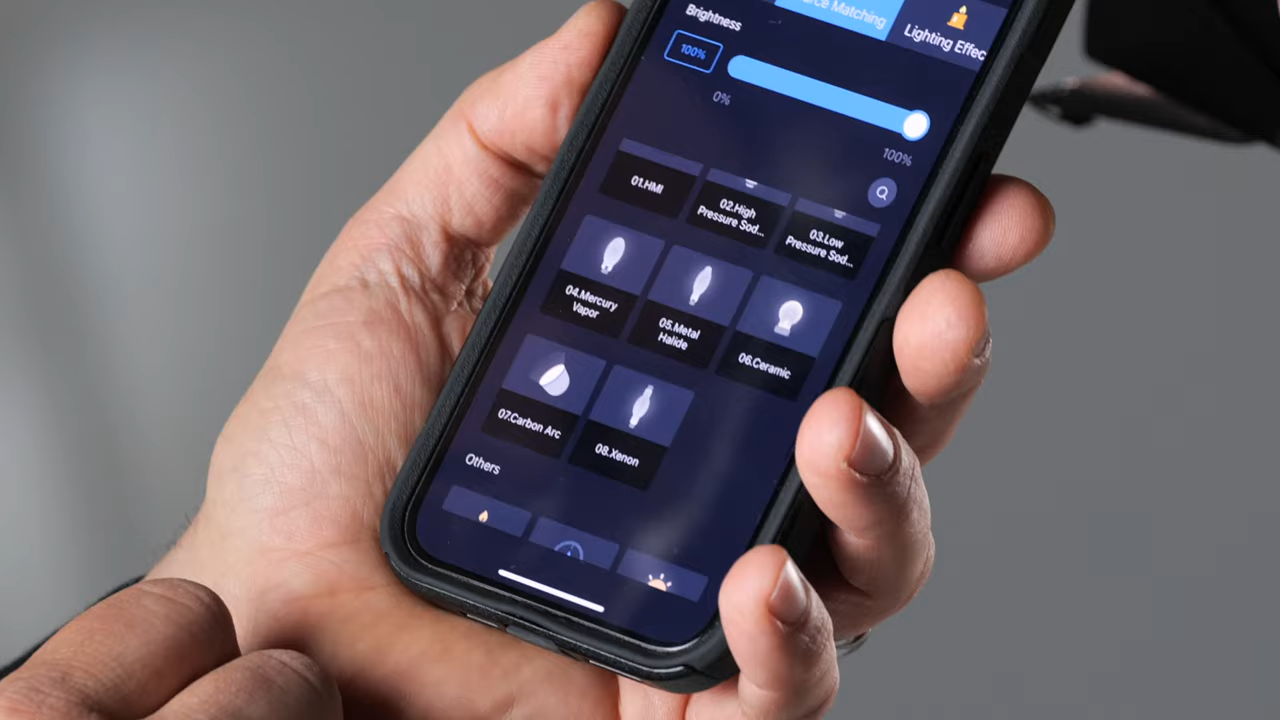 Matching
Lighting Effec
Brightness
100%
0%
100%
01.HMI
02.High
Pressure Sod...
03.Low
Pressure Sod...
04.Mercury
Vapor
05.Metal
Halide
06.Ceramic
07.Carbon Arc
08.Xenon
Others